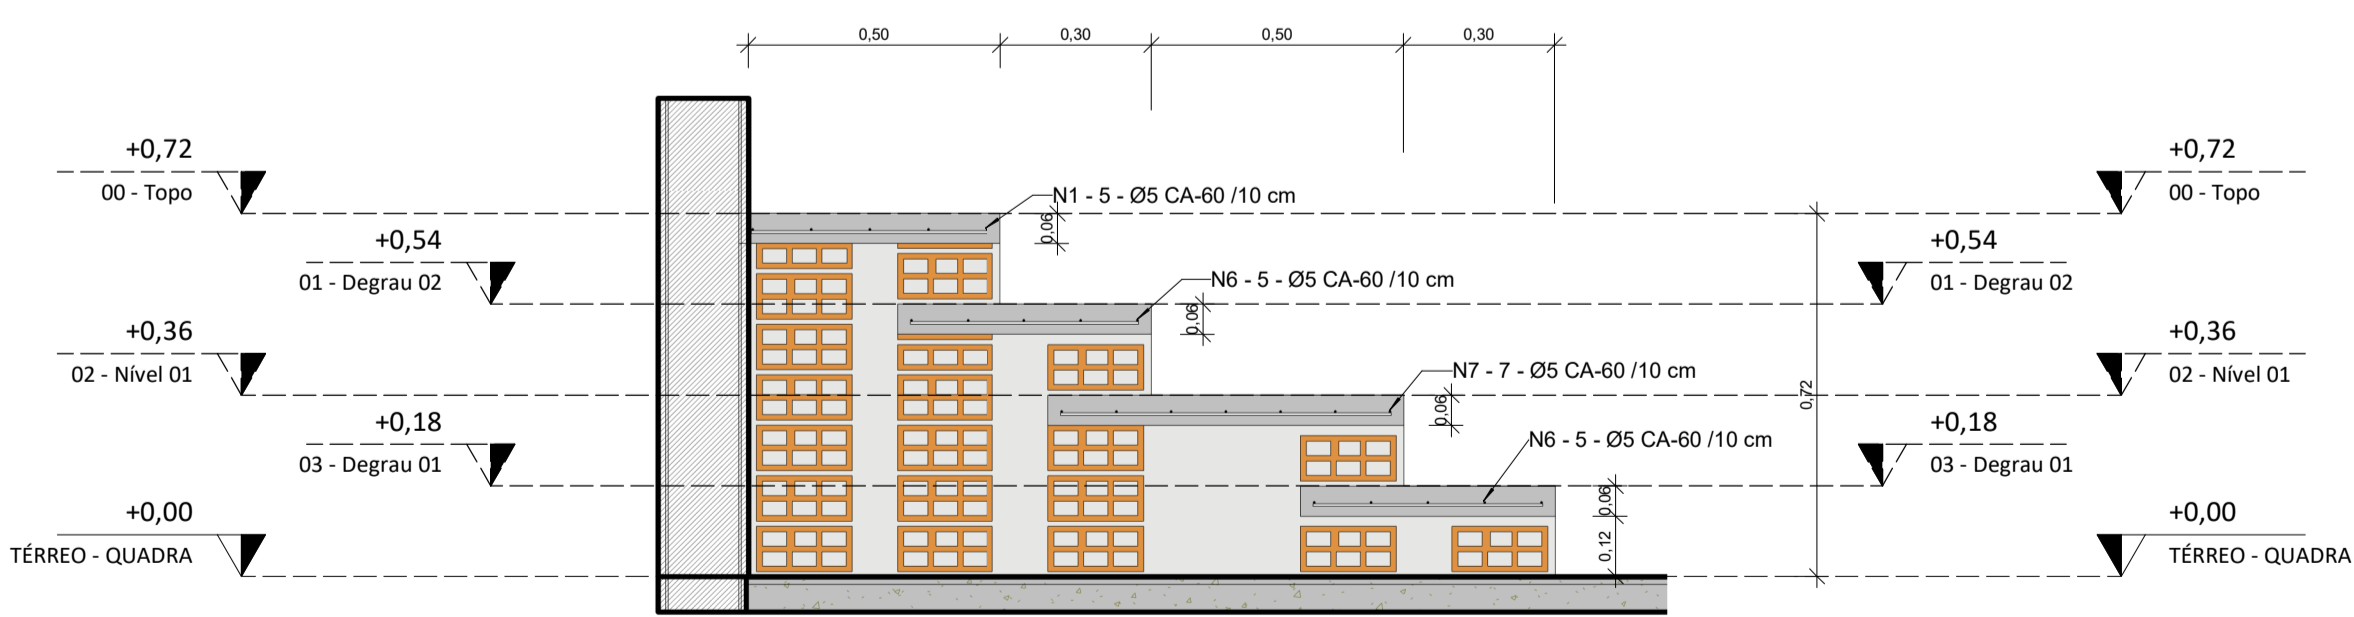 0,50
0,30
0,50
0,30
+0,72
00 - Topo
+0,54
01 - Degrau 02
+0,36
02 - Nível 01
+0,18
03 - Degrau 01
+0,00
TÉRREO - QUADRA
N1 - 5 - Ø5 CA-60 /10 cm
0,06
N6 - 5 - Ø5 CA-60 /10 cm
0,06
N7 - 7 - Ø5 CA-60 /10 cm
0,06
N6 - 5 - Ø5 CA-60 /10 cm
0,06
0,12
0,72
+0,72
00 - Topo
+0,54
01 - Degrau 02
+0,36
02 - Nível 01
+0,18
03 - Degrau 01
+0,00
TÉRREO - QUADRA